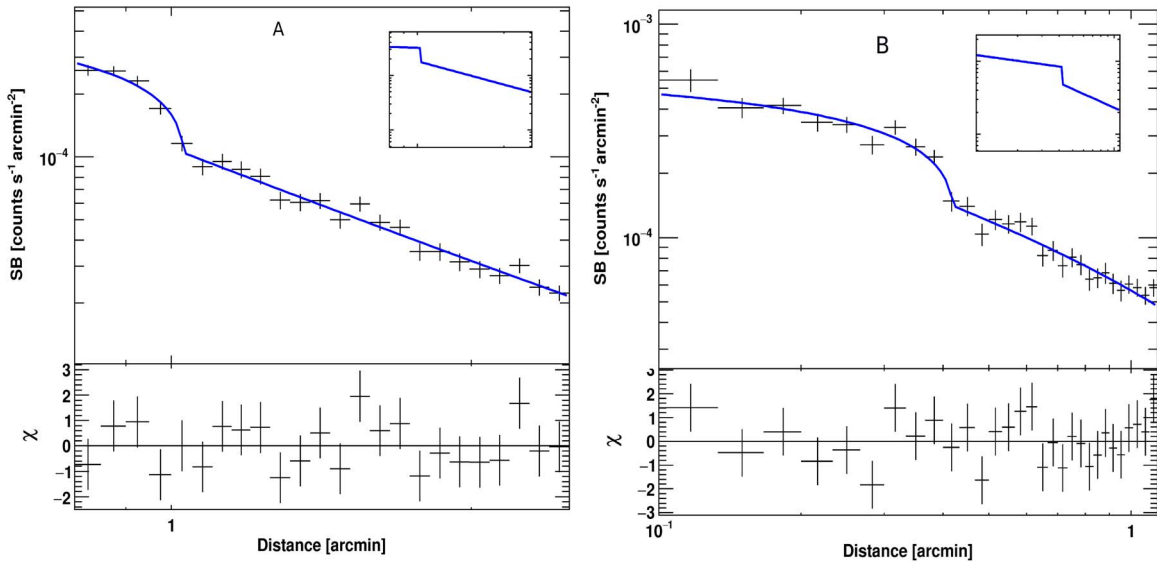 A
SB [counts s⁻¹ arcmin⁻²]
10⁻⁴
χ
3
2
1
0
−1
−2
1
Distance [arcmin]
B
SB [counts s⁻¹ arcmin⁻²]
10⁻³
10⁻⁴
χ
3
2
1
0
−1
−2
−3
10⁻¹
1
Distance [arcmin]